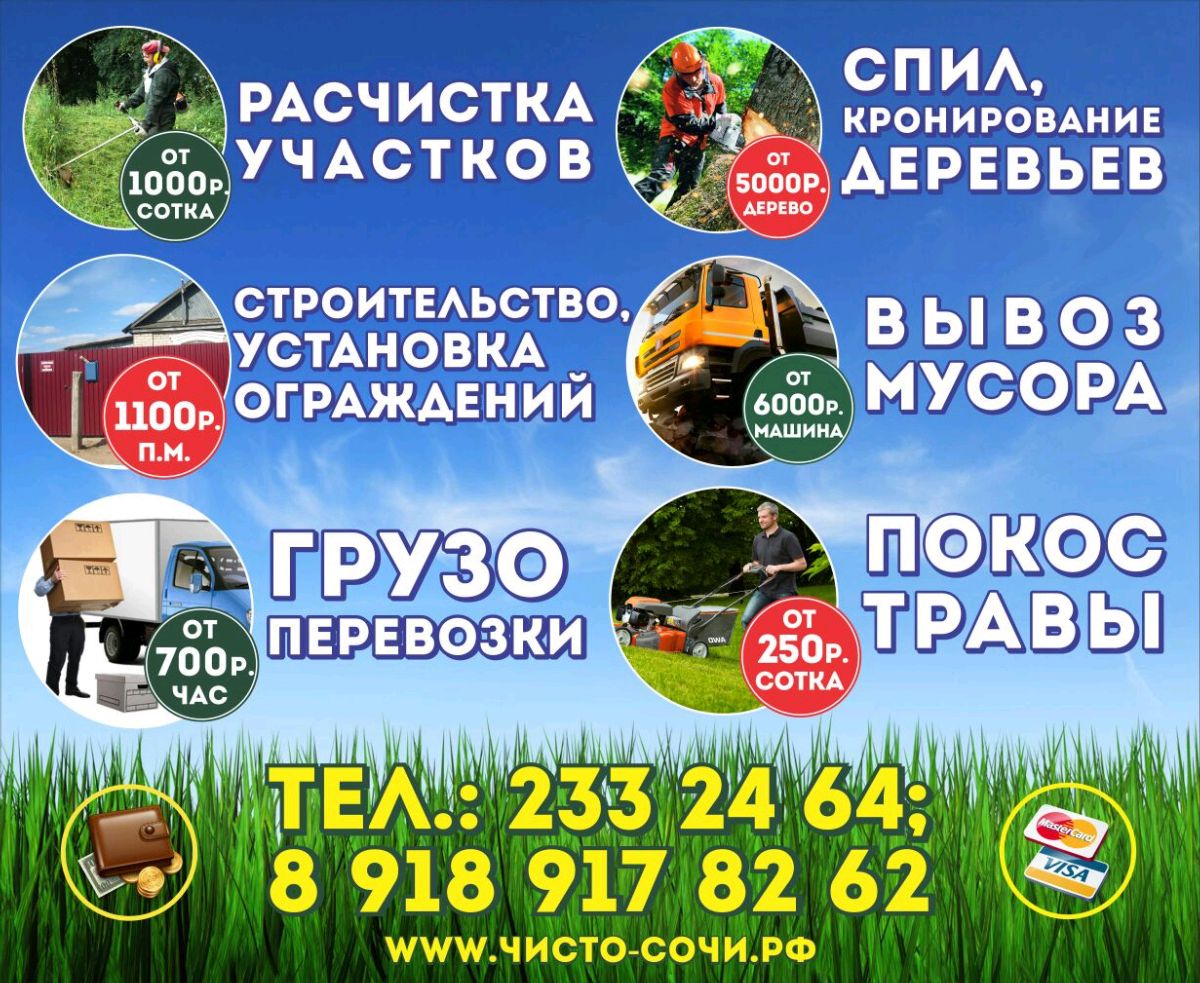 РАСЧИСТКА
УЧАСТКОВ
ОТ
1000Р.
СОТКА
СПИЛ,
КРОНИРОВАНИЕ
ДЕРЕВЬЕВ
ОТ
5000Р.
ДЕРЕВО
СТРОИТЕЛЬСТВО,
УСТАНОВКА
ОГРАЖДЕНИЙ
ОТ
1100Р.
П.М.
ВЫВОЗ
МУСОРА
ОТ
6000Р.
МАШИНА
ГРУЗО
ПЕРЕВОЗКИ
ОТ
700Р.
ЧАС
ПОКОС
ТРАВЫ
ОТ
250Р.
СОТКА
ТЕЛ.: 233 24 64;
8 918 917 82 62
WWW.ЧИСТО-СОЧИ.РФ
MasterCard
VISA